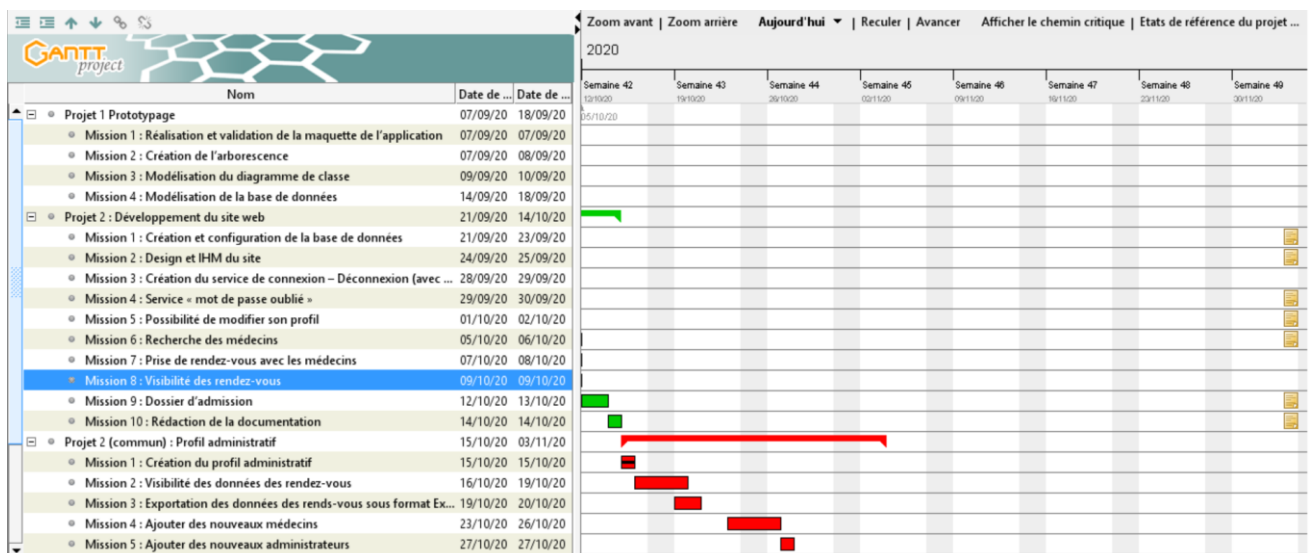 Zoom avant | Zoom arrière Aujourd'hui | Reculer | Avancer Afficher le chemin critique | Etats de référence du projet ...
GANTT
project
2020
Semaine 42 Semaine 43 Semaine 44 Semaine 45 Semaine 46 Semaine 47 Semaine 48 Semaine 49
12/10/20 19/10/20 26/10/20 02/11/20 09/11/20 16/11/20 23/11/20 30/11/20
Nom Date de ... Date de ...
Projet 1 Prototypage 07/09/20 18/09/20 05/10/20
Mission 1 : Réalisation et validation de la maquette de l'application 07/09/20 07/09/20
Mission 2 : Création de l'arborescence 07/09/20 08/09/20
Mission 3 : Modélisation du diagramme de classe 09/09/20 10/09/20
Mission 4 : Modélisation de la base de données 14/09/20 18/09/20
Projet 2 : Développement du site web 21/09/20 14/10/20
Mission 1 : Création et configuration de la base de données 21/09/20 23/09/20
Mission 2 : Design et IHM du site 24/09/20 25/09/20
Mission 3 : Création du service de connexion – Déconnexion (avec ... 28/09/20 29/09/20
Mission 4 : Service « mot de passe oublié » 29/09/20 30/09/20
Mission 5 : Possibilité de modifier son profil 01/10/20 02/10/20
Mission 6 : Recherche des médecins 05/10/20 06/10/20
Mission 7 : Prise de rendez-vous avec les médecins 07/10/20 08/10/20
Mission 8 : Visibilité des rendez-vous 09/10/20 09/10/20
Mission 9 : Dossier d'admission 12/10/20 13/10/20
Mission 10 : Rédaction de la documentation 14/10/20 14/10/20
Projet 2 (commun) : Profil administratif 15/10/20 03/11/20
Mission 1 : Création du profil administratif 15/10/20 15/10/20
Mission 2 : Visibilité des données des rendez-vous 16/10/20 19/10/20
Mission 3 : Exportation des données des rends-vous sous format Ex... 19/10/20 20/10/20
Mission 4 : Ajouter des nouveaux médecins 23/10/20 26/10/20
Mission 5 : Ajouter des nouveaux administrateurs 27/10/20 27/10/20